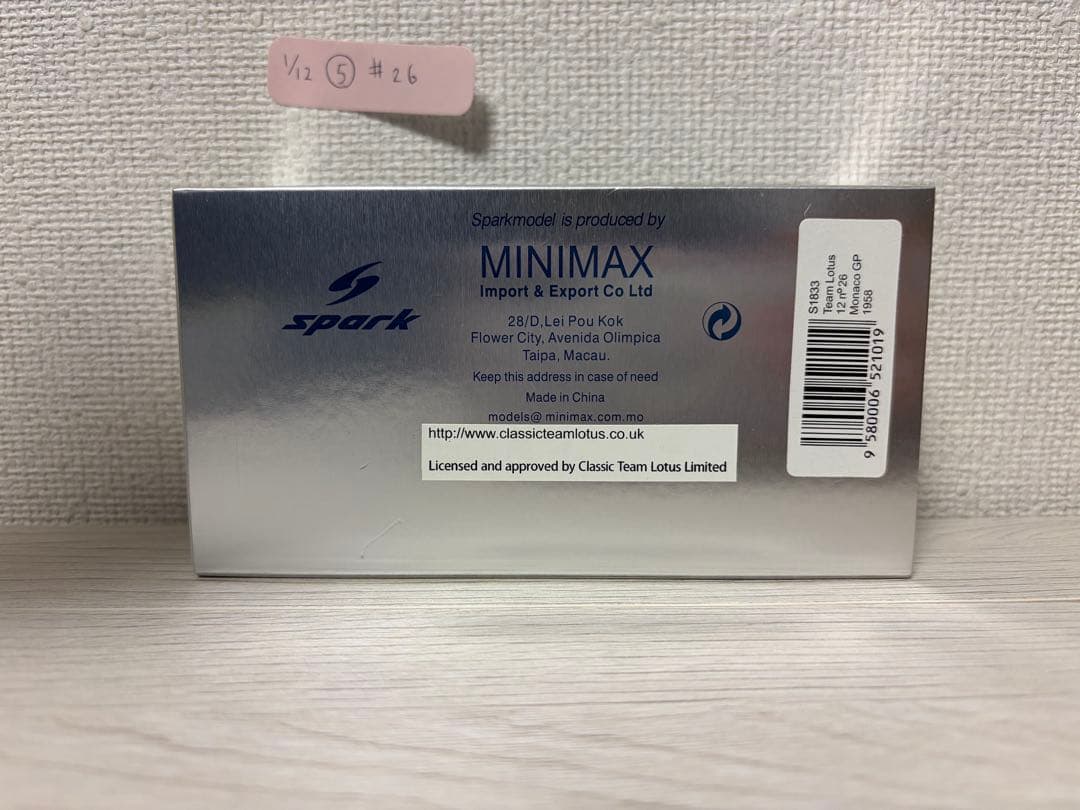 1/12 ⑤ #26
Sparkmodel is produced by
MINIMAX
Import & Export Co Ltd
spark
28/D,Lei Pou Kok
Flower City, Avenida Olimpica
Taipa, Macau.
Keep this address in case of need
Made in China
models@minimax.com.mo
http://www.classicteamlotus.co.uk
Licensed and approved by Classic Team Lotus Limited
S1833
Team Lotus
12 nº26
Monaco GP
1958
9 580006 521019